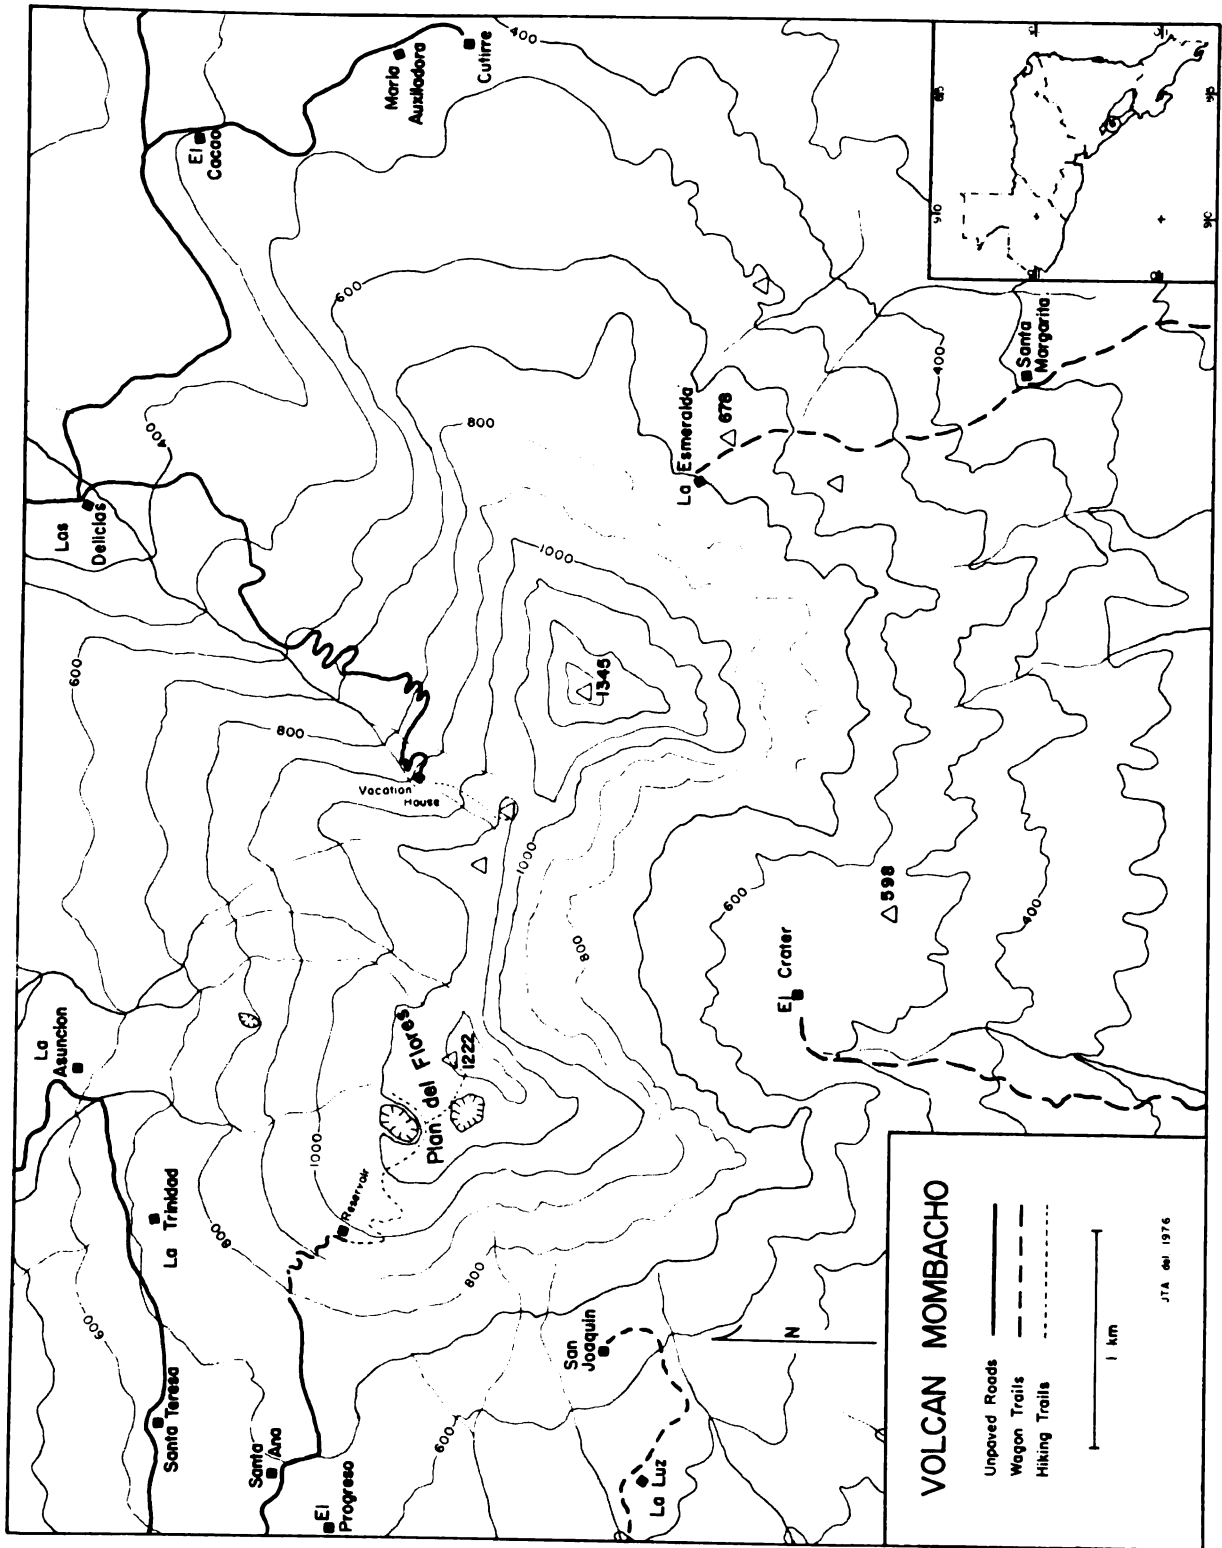 400
Maria
Auxiliadora
Cutirre
El
Cacao
600
400
800
Las
Delicias
La
Esmeralda
678
400
Santa
Margarita
1000
1345
600
800
Vacation
House
1000
800
600
598
400
El Crater
La
Asuncion
Plan del Flores
1222
1000
Reservoir
La Trinidad
800
800
600
Santa Teresa
Santa
Ana
El
Progreso
600
San
Joaquin
La Luz
N
VOLCAN MOMBACHO
Unpaved Roads
Wagon Trails
Hiking Trails
1 km
JTA del 1976